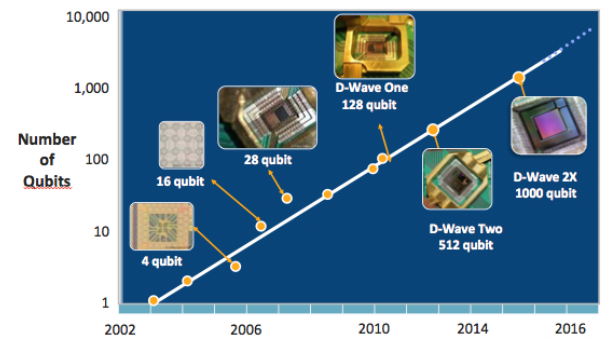 10,000
1,000
100
10
1
Number
of
Qubits
4 qubit
16 qubit
28 qubit
D-Wave One
128 qubit
D-Wave Two
512 qubit
D-Wave 2X
1000 qubit
2002
2006
2010
2014
2016